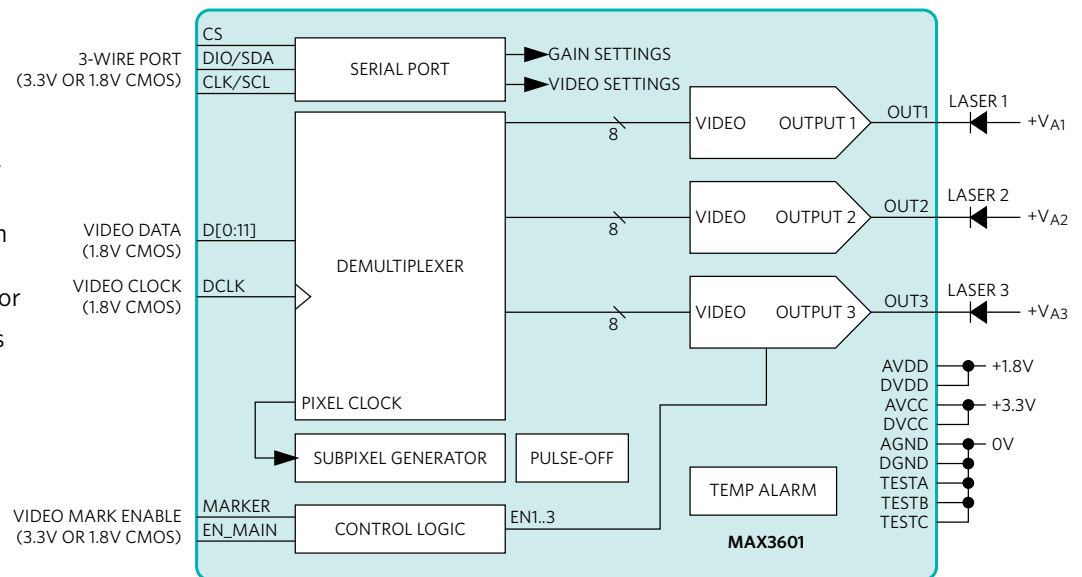 CS
3-WIRE PORT
(3.3V OR 1.8V CMOS)
DIO/SDA
CLK/SCL
SERIAL PORT
GAIN SETTINGS
VIDEO SETTINGS
VIDEO
OUTPUT 1
OUT1
LASER 1
+VA1
8
VIDEO
OUTPUT 2
OUT2
LASER 2
+VA2
8
VIDEO DATA
(1.8V CMOS)
D[0:11]
DEMULTIPLEXER
VIDEO CLOCK
(1.8V CMOS)
DCLK
VIDEO
OUTPUT 3
OUT3
LASER 3
+VA3
8
or
s
PIXEL CLOCK
SUBPIXEL GENERATOR
PULSE-OFF
AVDD
DVDD
+1.8V
AVCC
DVCC
+3.3V
AGND
0V
DGND
TESTA
TESTB
TESTC
TEMP ALARM
VIDEO MARK ENABLE
(3.3V OR 1.8V CMOS)
MARKER
EN_MAIN
CONTROL LOGIC
EN1..3
MAX3601